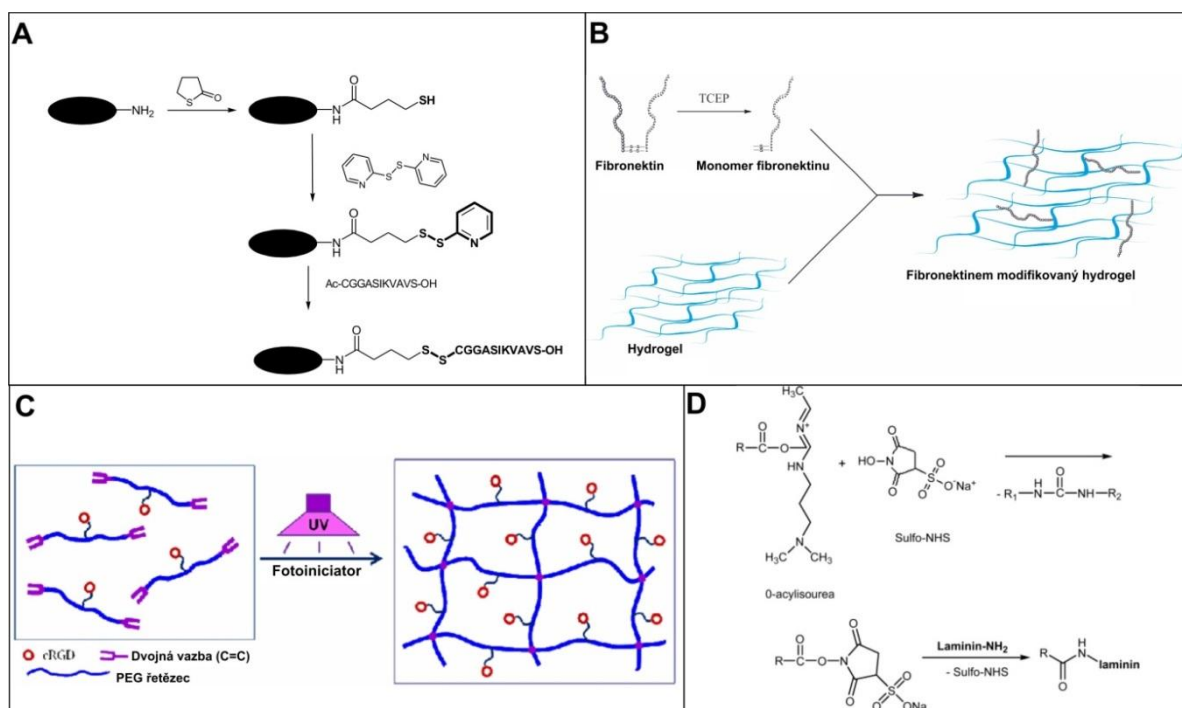 A
NH₂
S
O
O
N
H
SH
N
S
S
N
O
N
H
S
S
N
Ac-CGGASIKVAVS-OH
O
N
H
S
S
CGGASIKVAVS-OH
B
TCEP
Fibronektin
Monomer fibronektinu
Hydrogel
Fibronektinem modifikovaný hydrogel
C
UV
Fotoiniciator
cRGD
Dvojná vazba (C=C)
PEG řetězec
D
H₃C
N⁺
O
R
O
HN
N
H₃C
CH₃
0-acylisourea
+
O
HO
N
O
O
S
O
O⁻Na⁺
Sulfo-NHS
- R₁
H
N
O
NH
R₂
O
R
O
N
O
O
O
S
O
ONa
Laminin-NH₂
- Sulfo-NHS
R
H
N
O
laminin